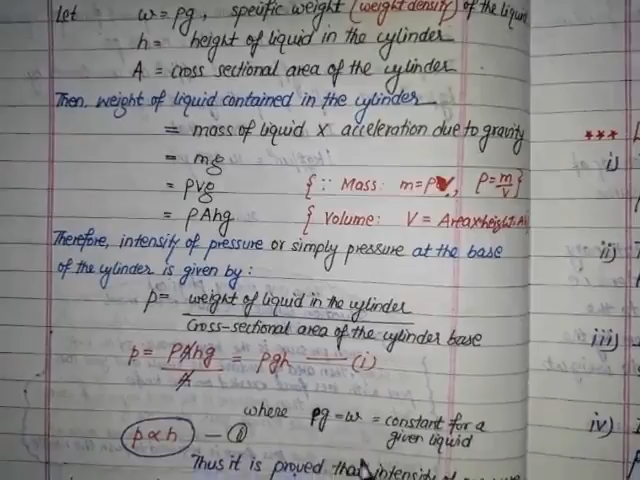 Let w = ρg, specific weight (weight density) of the liquid
h = height of liquid in the cylinder
A = cross sectional area of the cylinder
Then, weight of liquid contained in the cylinder
= mass of liquid x acceleration due to gravity
= mg
= ρVg { ∵ Mass: m=ρV, ρ=m/V }
= ρAhg { Volume: V = Area×height: Ah
Therefore, intensity of pressure or simply pressure at the base
of the cylinder is given by:
p = weight of liquid in the cylinder
Cross-sectional area of the cylinder base
p = ρAhg / A = ρgh — (i)
where ρg = w = constant for a
given liquid
p ∝ h — ①
Thus it is proved that intensity of
*** 
i)
ii)
iii)
iv)